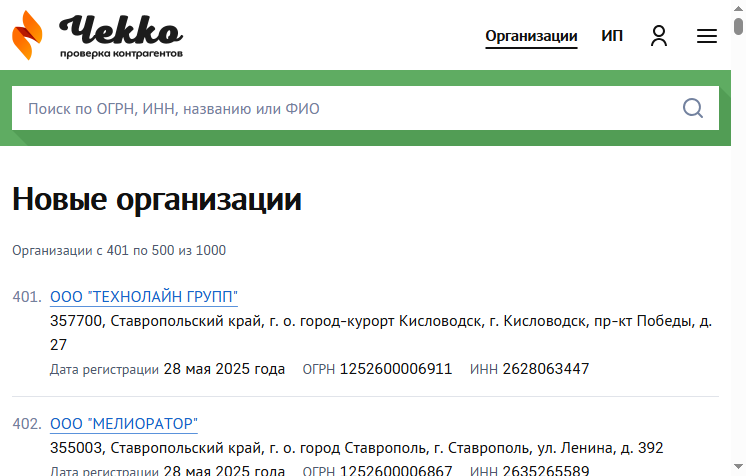 Чекко
проверка контрагентов
Организации ИП
Поиск по ОГРН, ИНН, названию или ФИО
Новые организации
Организации с 401 по 500 из 1000
401. ООО "ТЕХНОЛАЙН ГРУПП"
357700, Ставропольский край, г. о. город-курорт Кисловодск, г. Кисловодск, пр-кт Победы, д.
27
Дата регистрации 28 мая 2025 года ОГРН 1252600006911 ИНН 2628063447
402. ООО "МЕЛИОРАТОР"
355003, Ставропольский край, г. о. город Ставрополь, г. Ставрополь, ул. Ленина, д. 392
Дата регистрации 28 мая 2025 года ОГРН 1252600006867 ИНН 2635265589